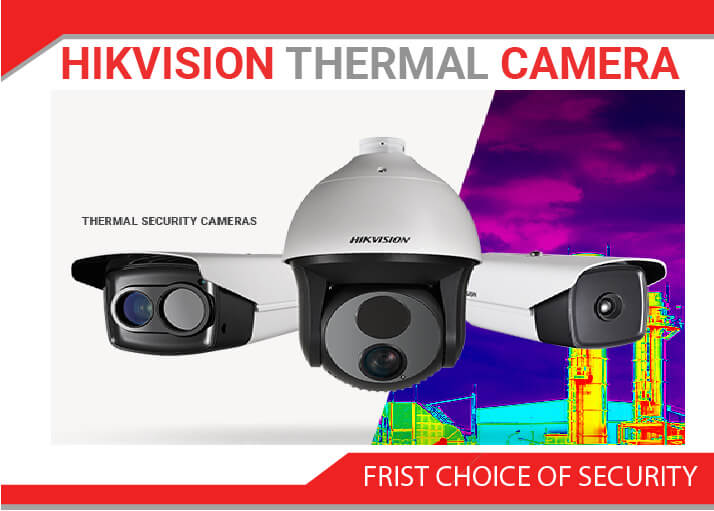 HIKVISION THERMAL CAMERA
THERMAL SECURITY CAMERAS
HIKVISION
FRIST CHOICE OF SECURITY